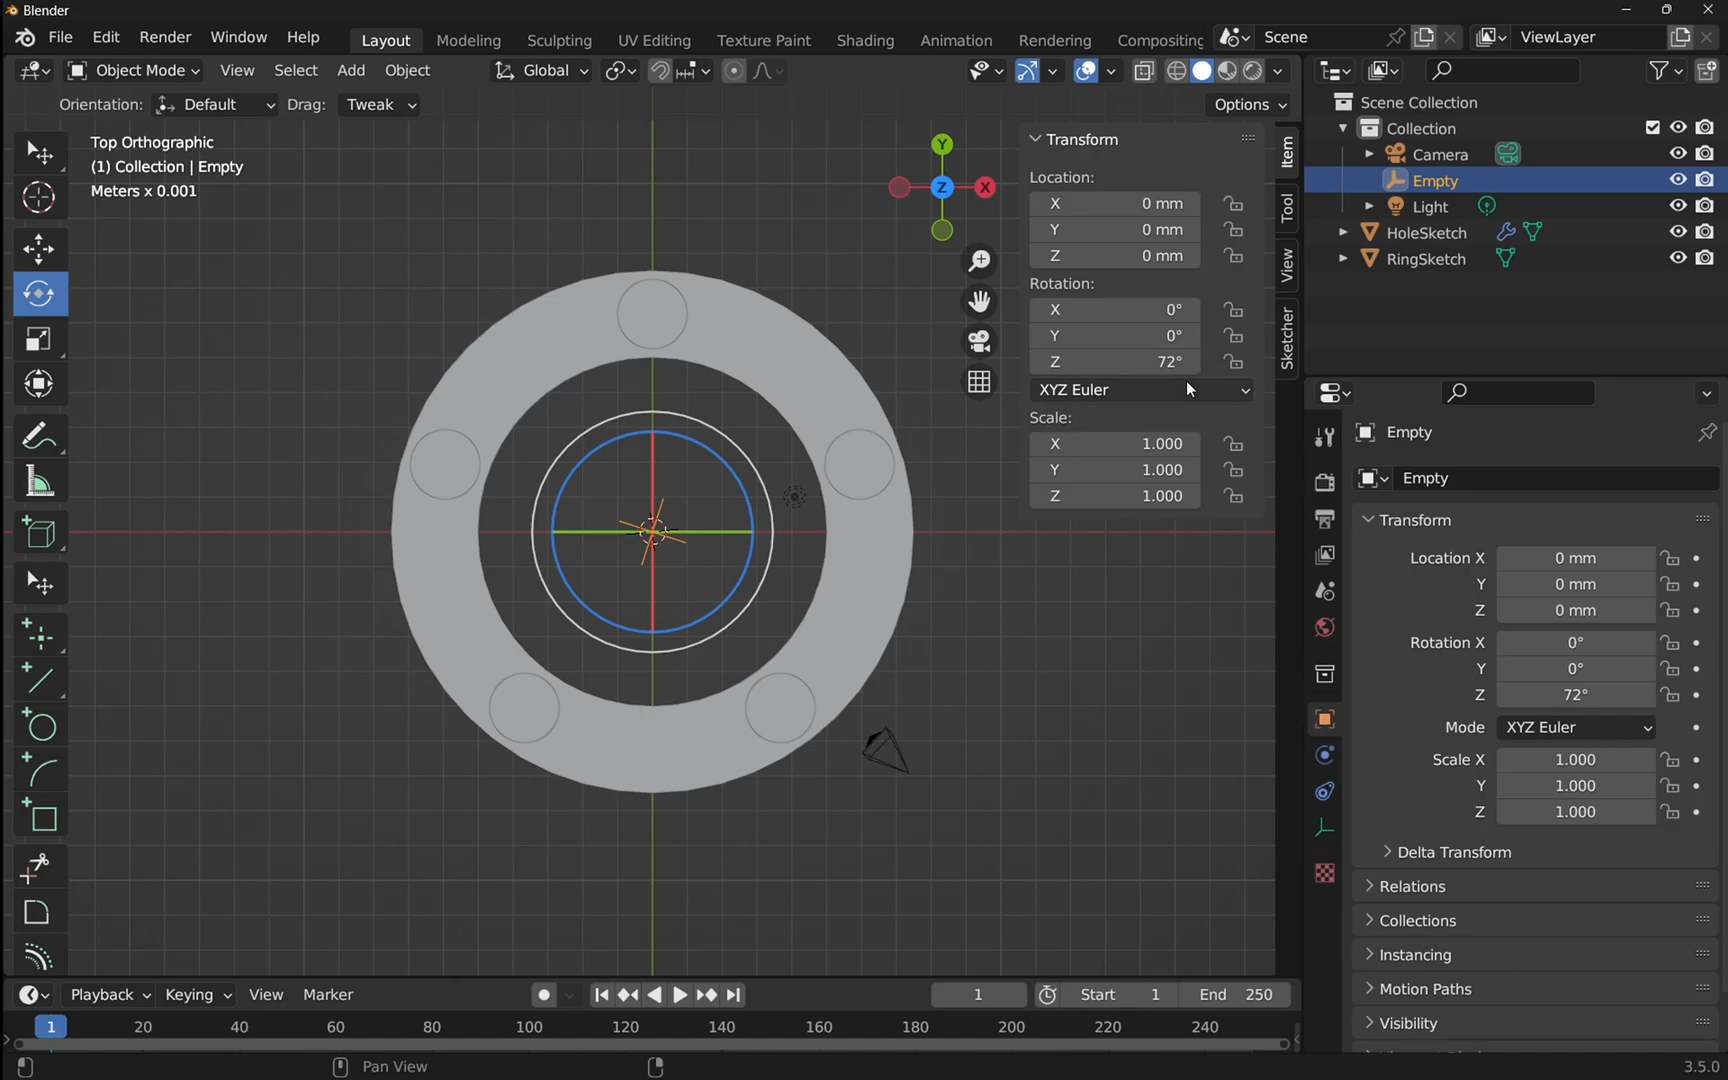 Blender
File Edit Render Window Help Layout Modeling Sculpting UV Editing Texture Paint Shading Animation Rendering Compositing Scene ViewLayer
Object Mode View Select Add Object Global
Orientation: Default Drag: Tweak Options
Top Orthographic
(1) Collection | Empty
Meters x 0.001
Y
Z X
Transform
Location:
X 0 mm
Y 0 mm
Z 0 mm
Rotation:
X 0°
Y 0°
Z 72°
XYZ Euler
Scale:
X 1.000
Y 1.000
Z 1.000
Item
Tool
View
Sketcher
Scene Collection
Collection
Camera
Empty
Light
HoleSketch
RingSketch
Empty
Empty
Transform
Location X 0 mm
Y 0 mm
Z 0 mm
Rotation X 0°
Y 0°
Z 72°
Mode XYZ Euler
Scale X 1.000
Y 1.000
Z 1.000
Delta Transform
Relations
Collections
Instancing
Motion Paths
Visibility
Playback Keying View Marker 1 Start 1 End 250
1 20 40 60 80 100 120 140 160 180 200 220 240
Pan View 3.5.0